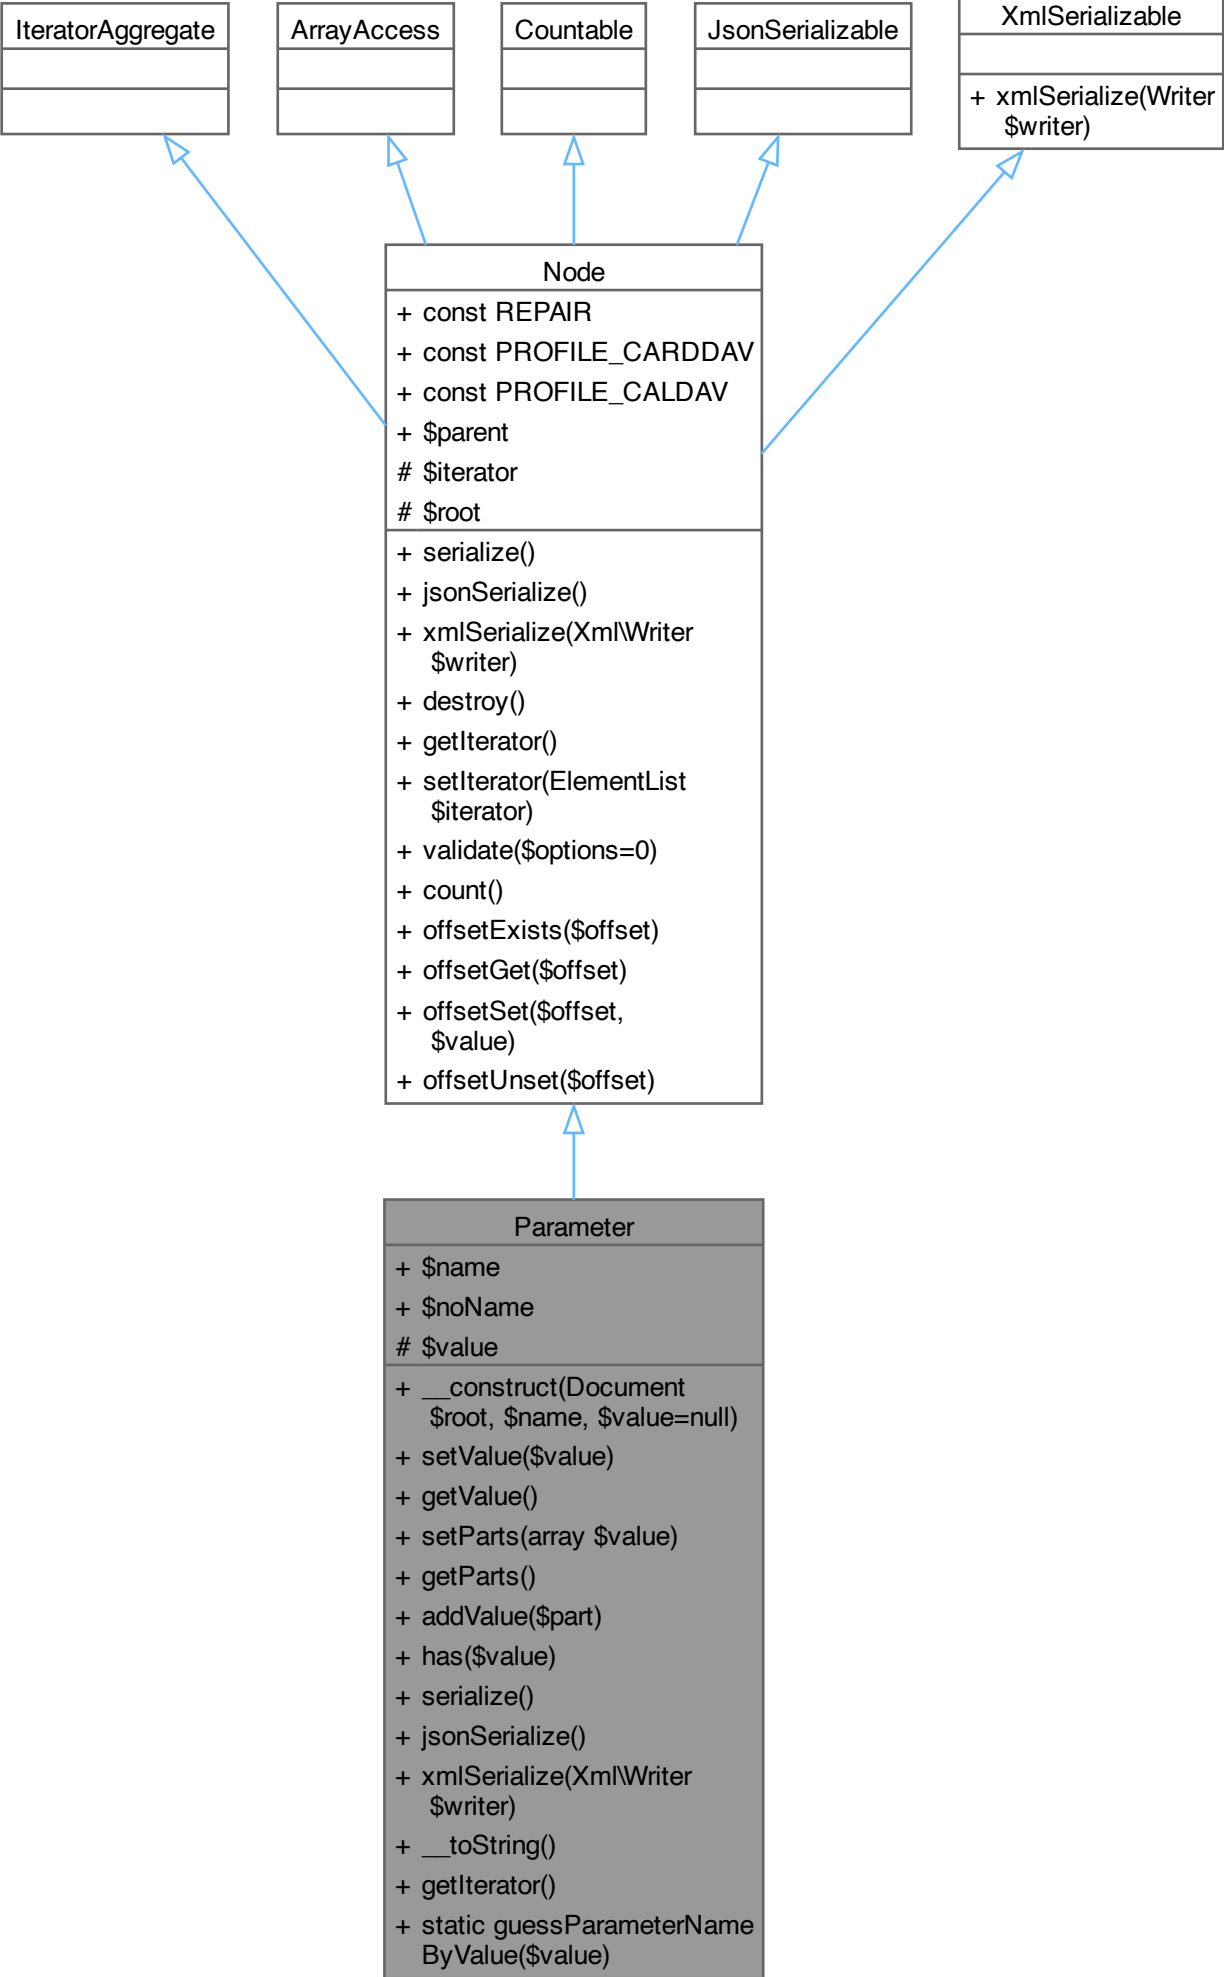 IteratorAggregate
ArrayAccess
Countable
JsonSerializable
XmlSerializable
+ xmlSerialize(Writer
$writer)
Node
+ const REPAIR
+ const PROFILE_CARDDAV
+ const PROFILE_CALDAV
+ $parent
# $iterator
# $root
+ serialize()
+ jsonSerialize()
+ xmlSerialize(Xml\Writer
$writer)
+ destroy()
+ getIterator()
+ setIterator(ElementList
$iterator)
+ validate($options=0)
+ count()
+ offsetExists($offset)
+ offsetGet($offset)
+ offsetSet($offset,
$value)
+ offsetUnset($offset)
Parameter
+ $name
+ $noName
# $value
+ __construct(Document
$root, $name, $value=null)
+ setValue($value)
+ getValue()
+ setParts(array $value)
+ getParts()
+ addValue($part)
+ has($value)
+ serialize()
+ jsonSerialize()
+ xmlSerialize(Xml\Writer
$writer)
+ __toString()
+ getIterator()
+ static guessParameterName
ByValue($value)